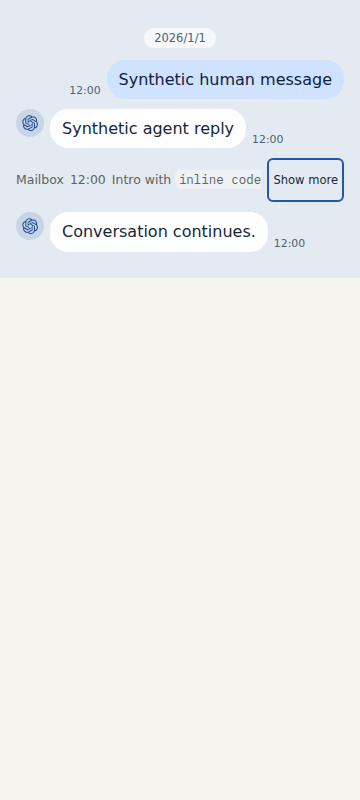 2026/1/1
12:00 Synthetic human message
Synthetic agent reply 12:00
Mailbox 12:00 Intro with inline code Show more
Conversation continues. 12:00